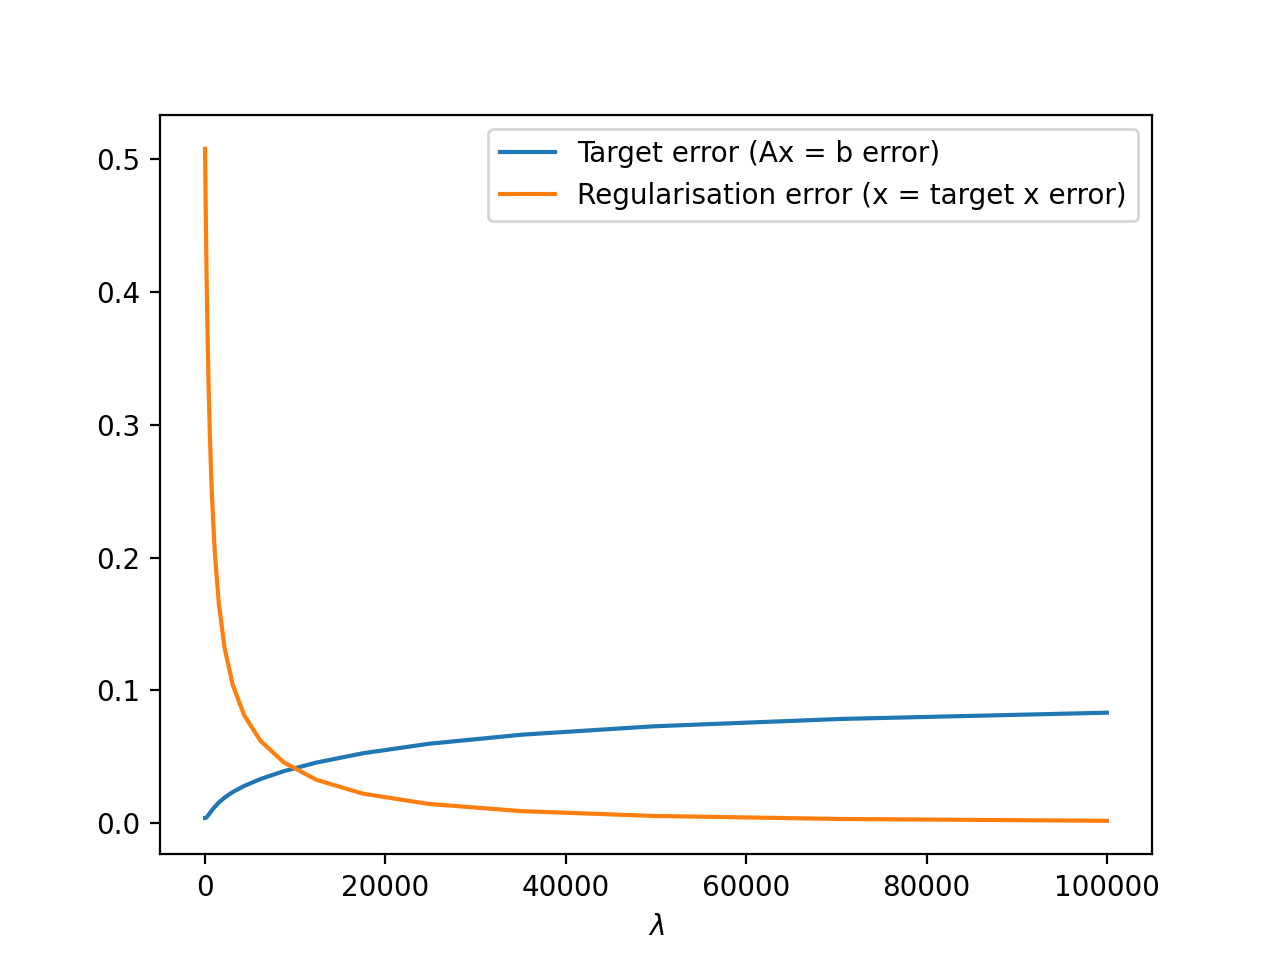 Target error (Ax = b error)
Regularisation error (x = target x error)
0.5
0.4
0.3
0.2
0.1
0.0
0 20000 40000 60000 80000 100000
λ